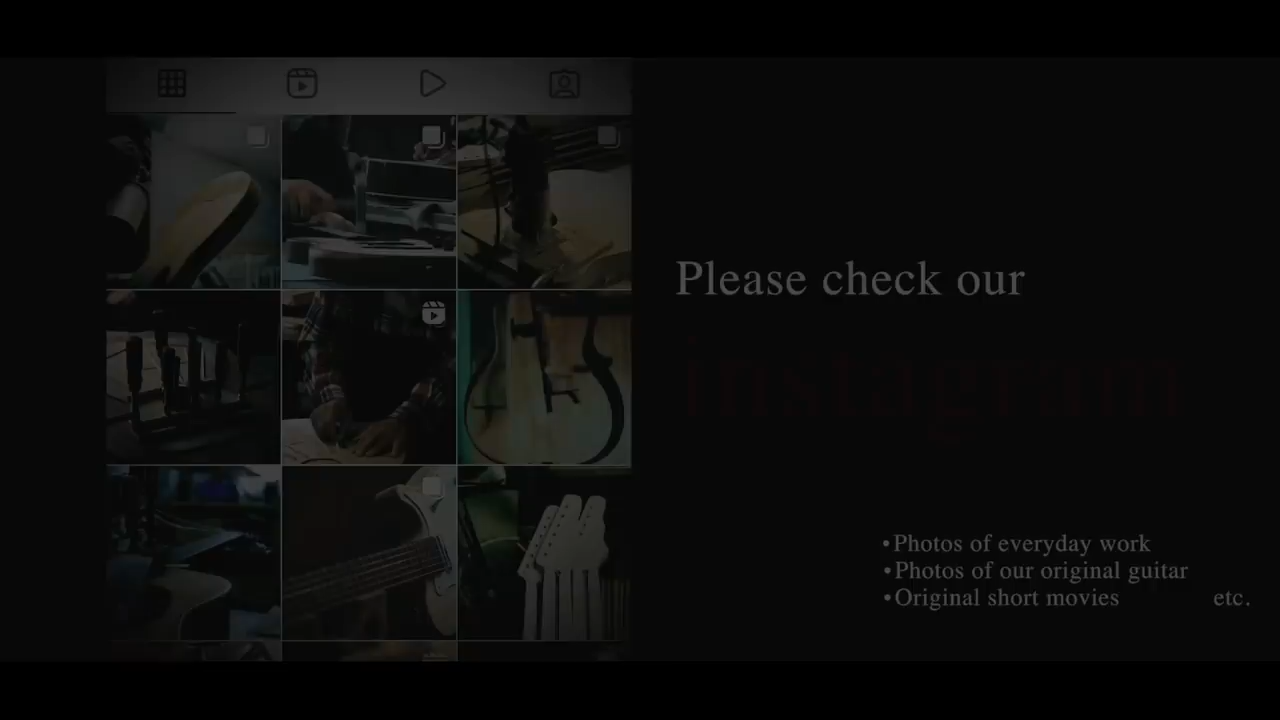 Please check our
instagram
•Photos of everyday work
•Photos of our original guitar
•Original short movies etc.